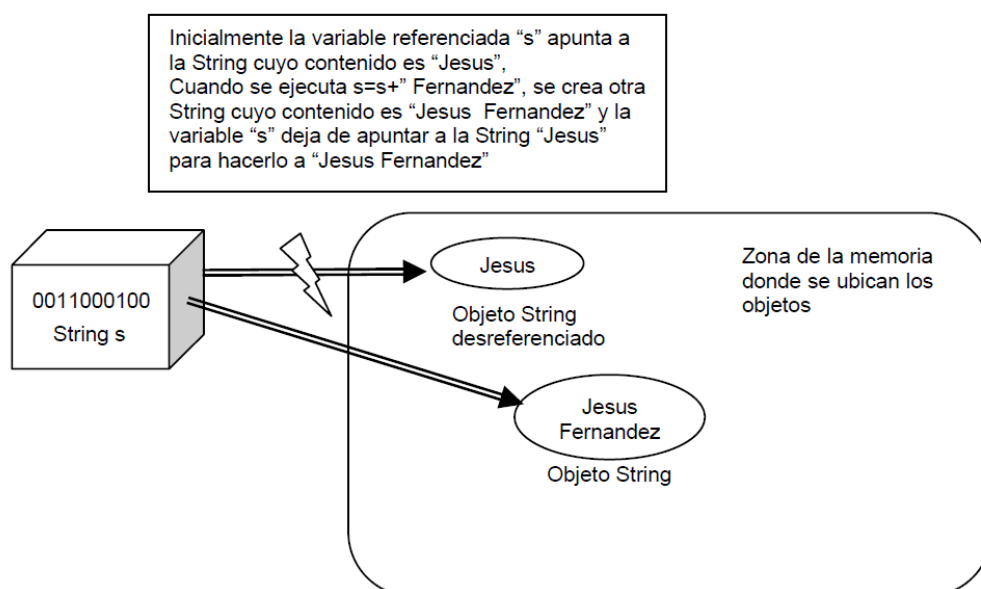 Inicialmente la variable referenciada “s” apunta a
la String cuyo contenido es “Jesus”,
Cuando se ejecuta s=s+” Fernandez”, se crea otra
String cuyo contenido es “Jesus  Fernandez” y la
variable “s” deja de apuntar a la String “Jesus”
para hacerlo a “Jesus Fernandez”
0011000100
String s
Jesus
Objeto String
desreferenciado
Zona de la memoria
donde se ubican los
objetos
Jesus
Fernandez
Objeto String